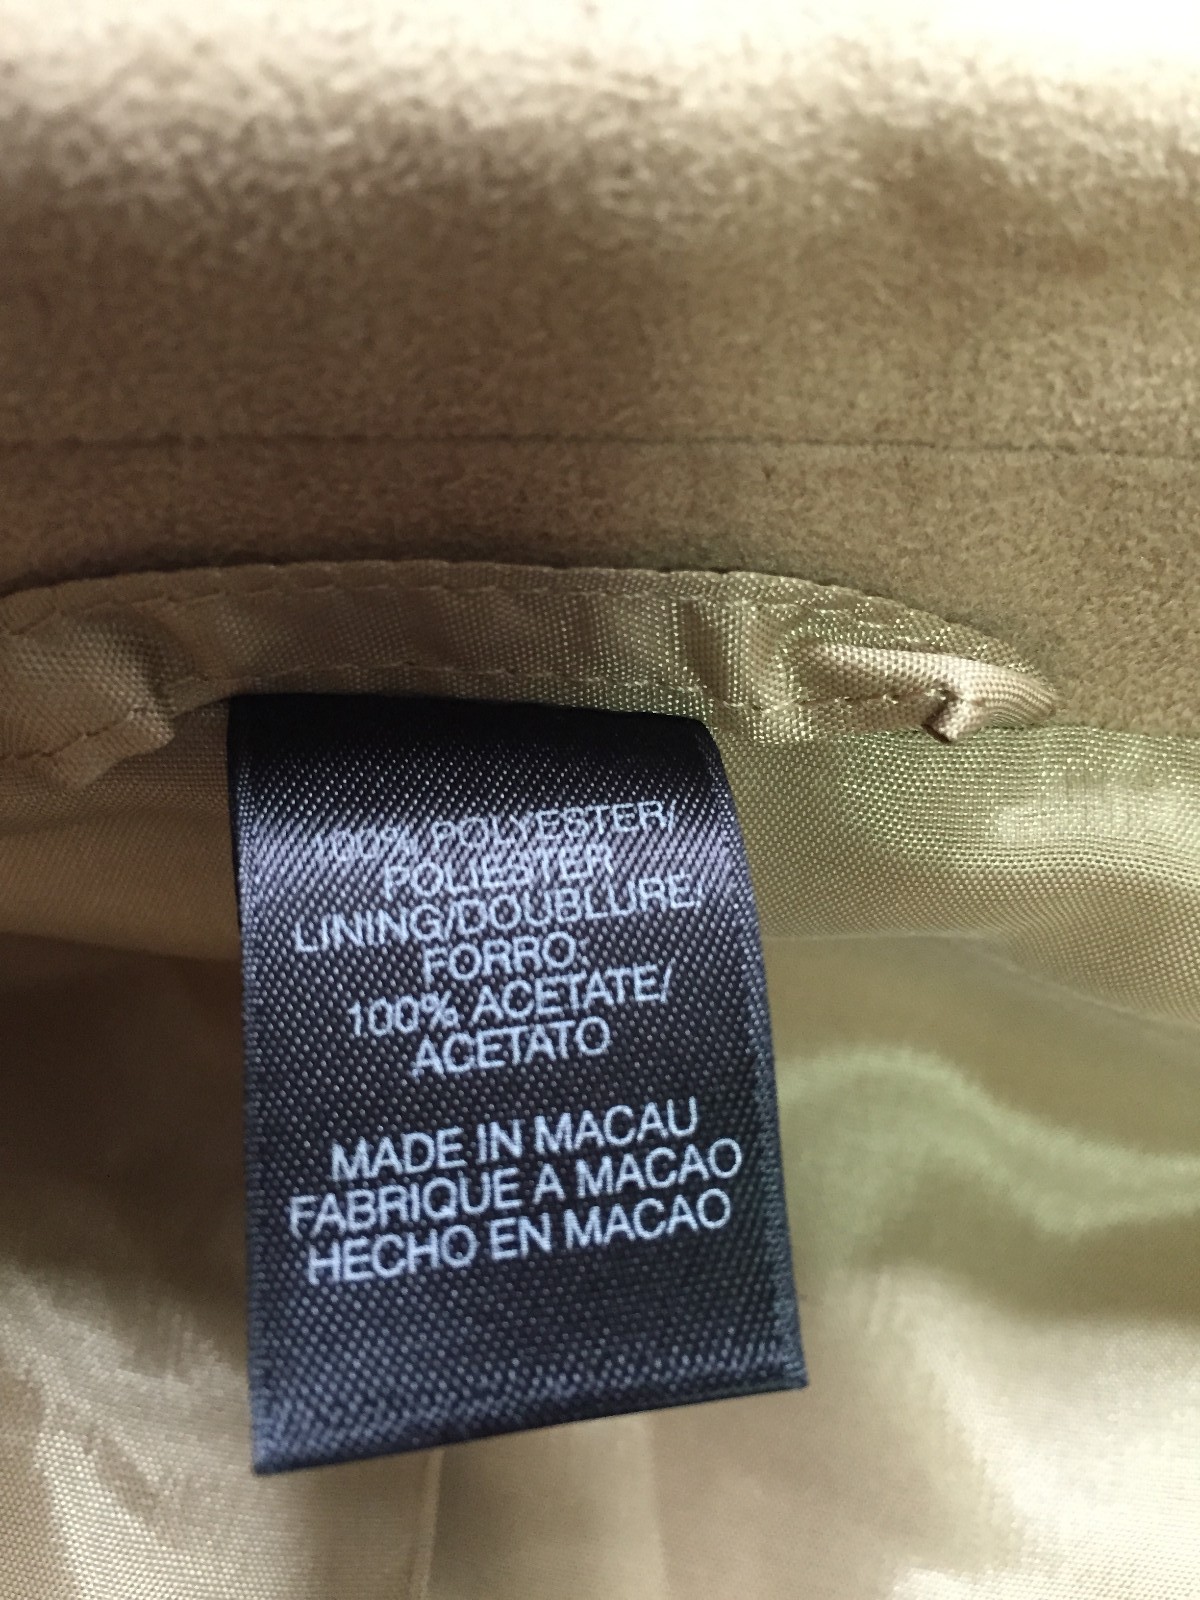 100% POLYESTER/
POLIESTER
LINING/DOUBLURE/
FORRO:
100% ACETATE/
ACETATO
MADE IN MACAU
FABRIQUE A MACAO
HECHO EN MACAO